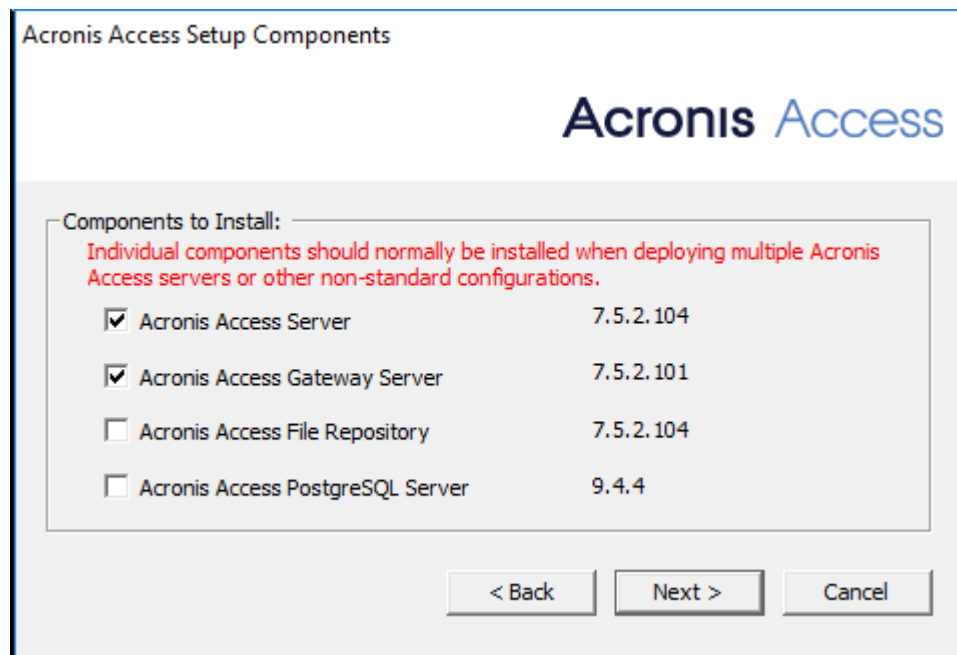 Acronis Access Setup Components
Acronis Access
Components to Install:
Individual components should normally be installed when deploying multiple Acronis
Access servers or other non-standard configurations.
Acronis Access Server 7.5.2.104
Acronis Access Gateway Server 7.5.2.101
Acronis Access File Repository 7.5.2.104
Acronis Access PostgreSQL Server 9.4.4
< Back Next > Cancel